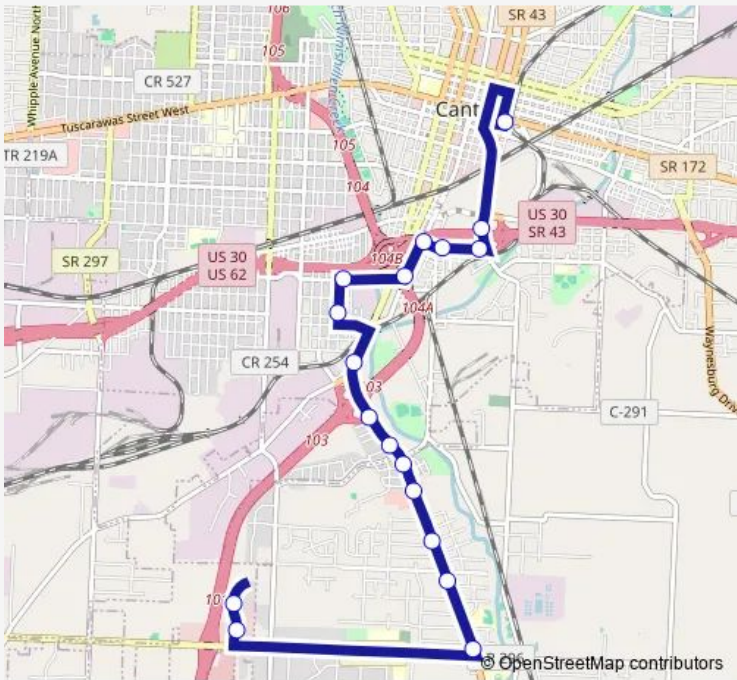 106
SR 43
105
Whipple Avenue North
CR 527
Tuscarawas Street West
Cant
105
TR 219A
104
SR 172
US 30
SR 43
SR 297
US 30
US 62
104B
104A
CR 254
Waynesburg Driv
03
C-291
103
10
© OpenStreetMap contributors